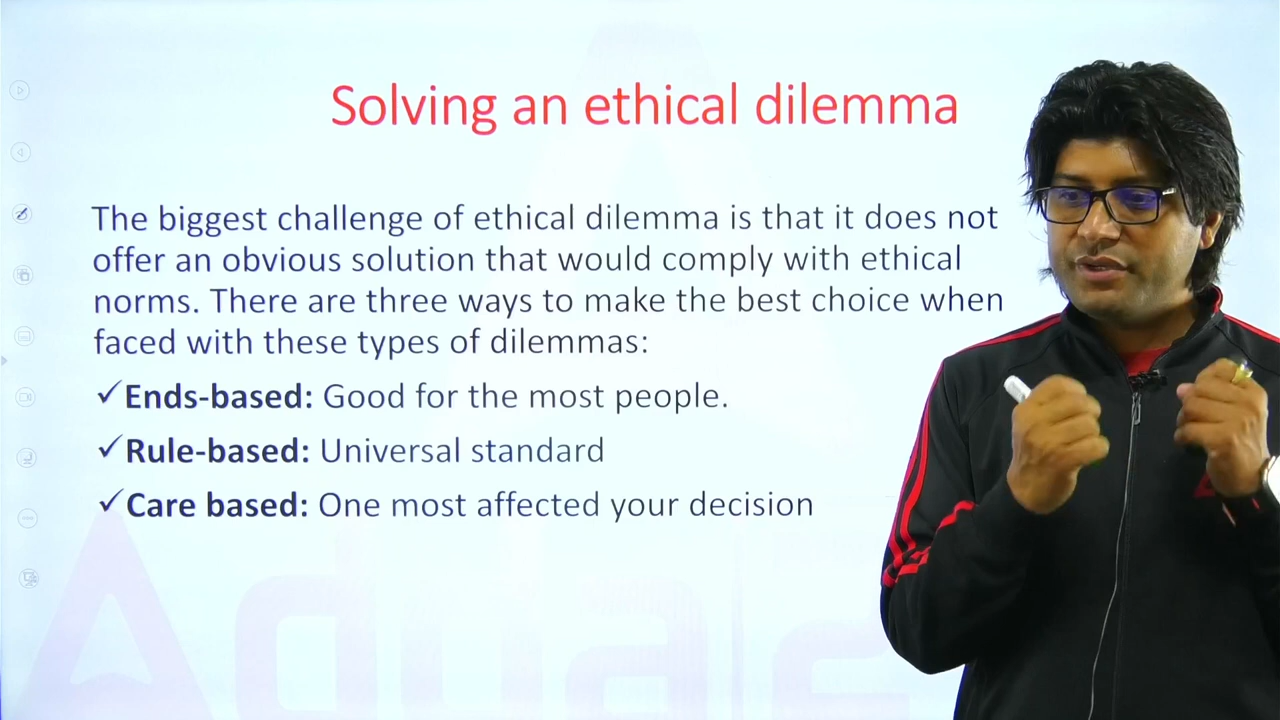 Solving an ethical dilemma
The biggest challenge of ethical dilemma is that it does not
offer an obvious solution that would comply with ethical
norms. There are three ways to make the best choice when
faced with these types of dilemmas:
✓Ends-based: Good for the most people.
✓Rule-based: Universal standard
✓Care based: One most affected your decision